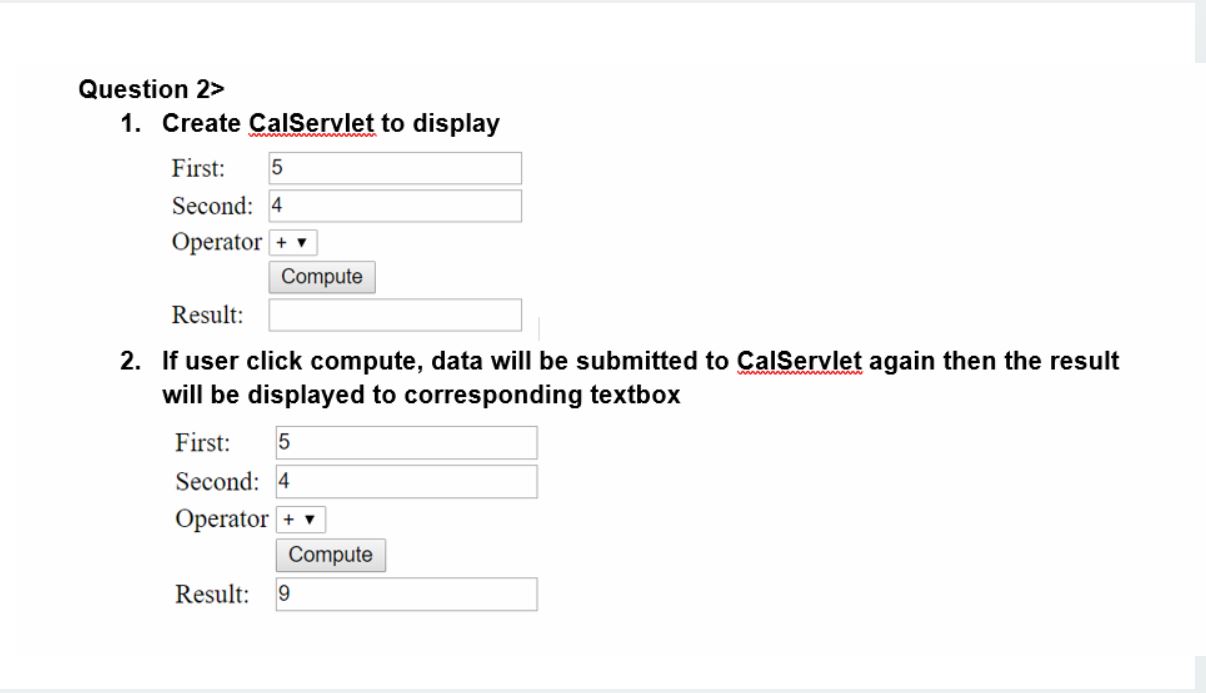 Question 2>
1. Create CalServlet to display
First: 5
Second: 4
Operator + ▼
Compute
Result:
2. If user click compute, data will be submitted to CalServlet again then the result
will be displayed to corresponding textbox
First: 5
Second: 4
Operator + ▼
Compute
Result: 9